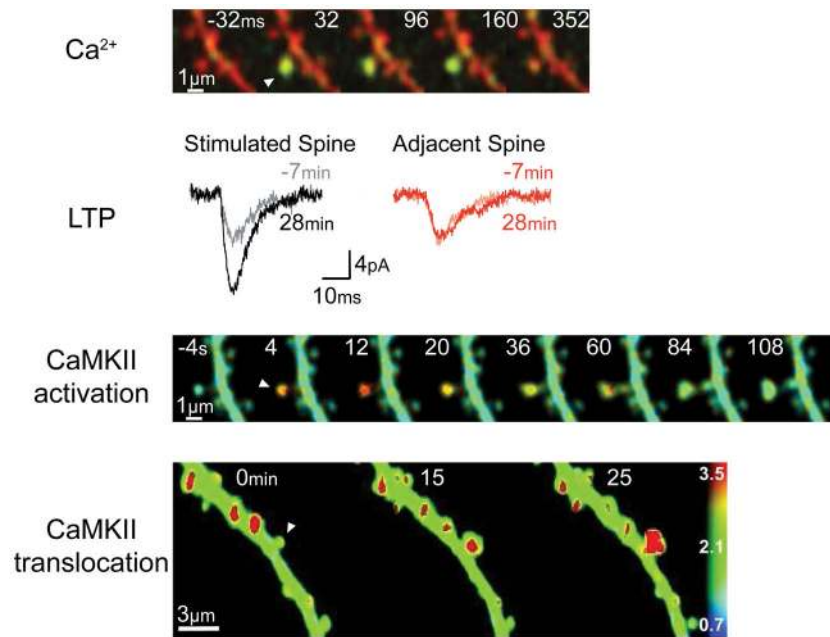 Ca²⁺
-32ms 32 96 160 352
1µm
Stimulated Spine Adjacent Spine
-7min -7min
LTP
28min 28min
4pA
10ms
CaMKII
activation
-4s 4 12 20 36 60 84 108
1µm
CaMKII
translocation
0min 15 25
3.5
2.1
0.7
3µm